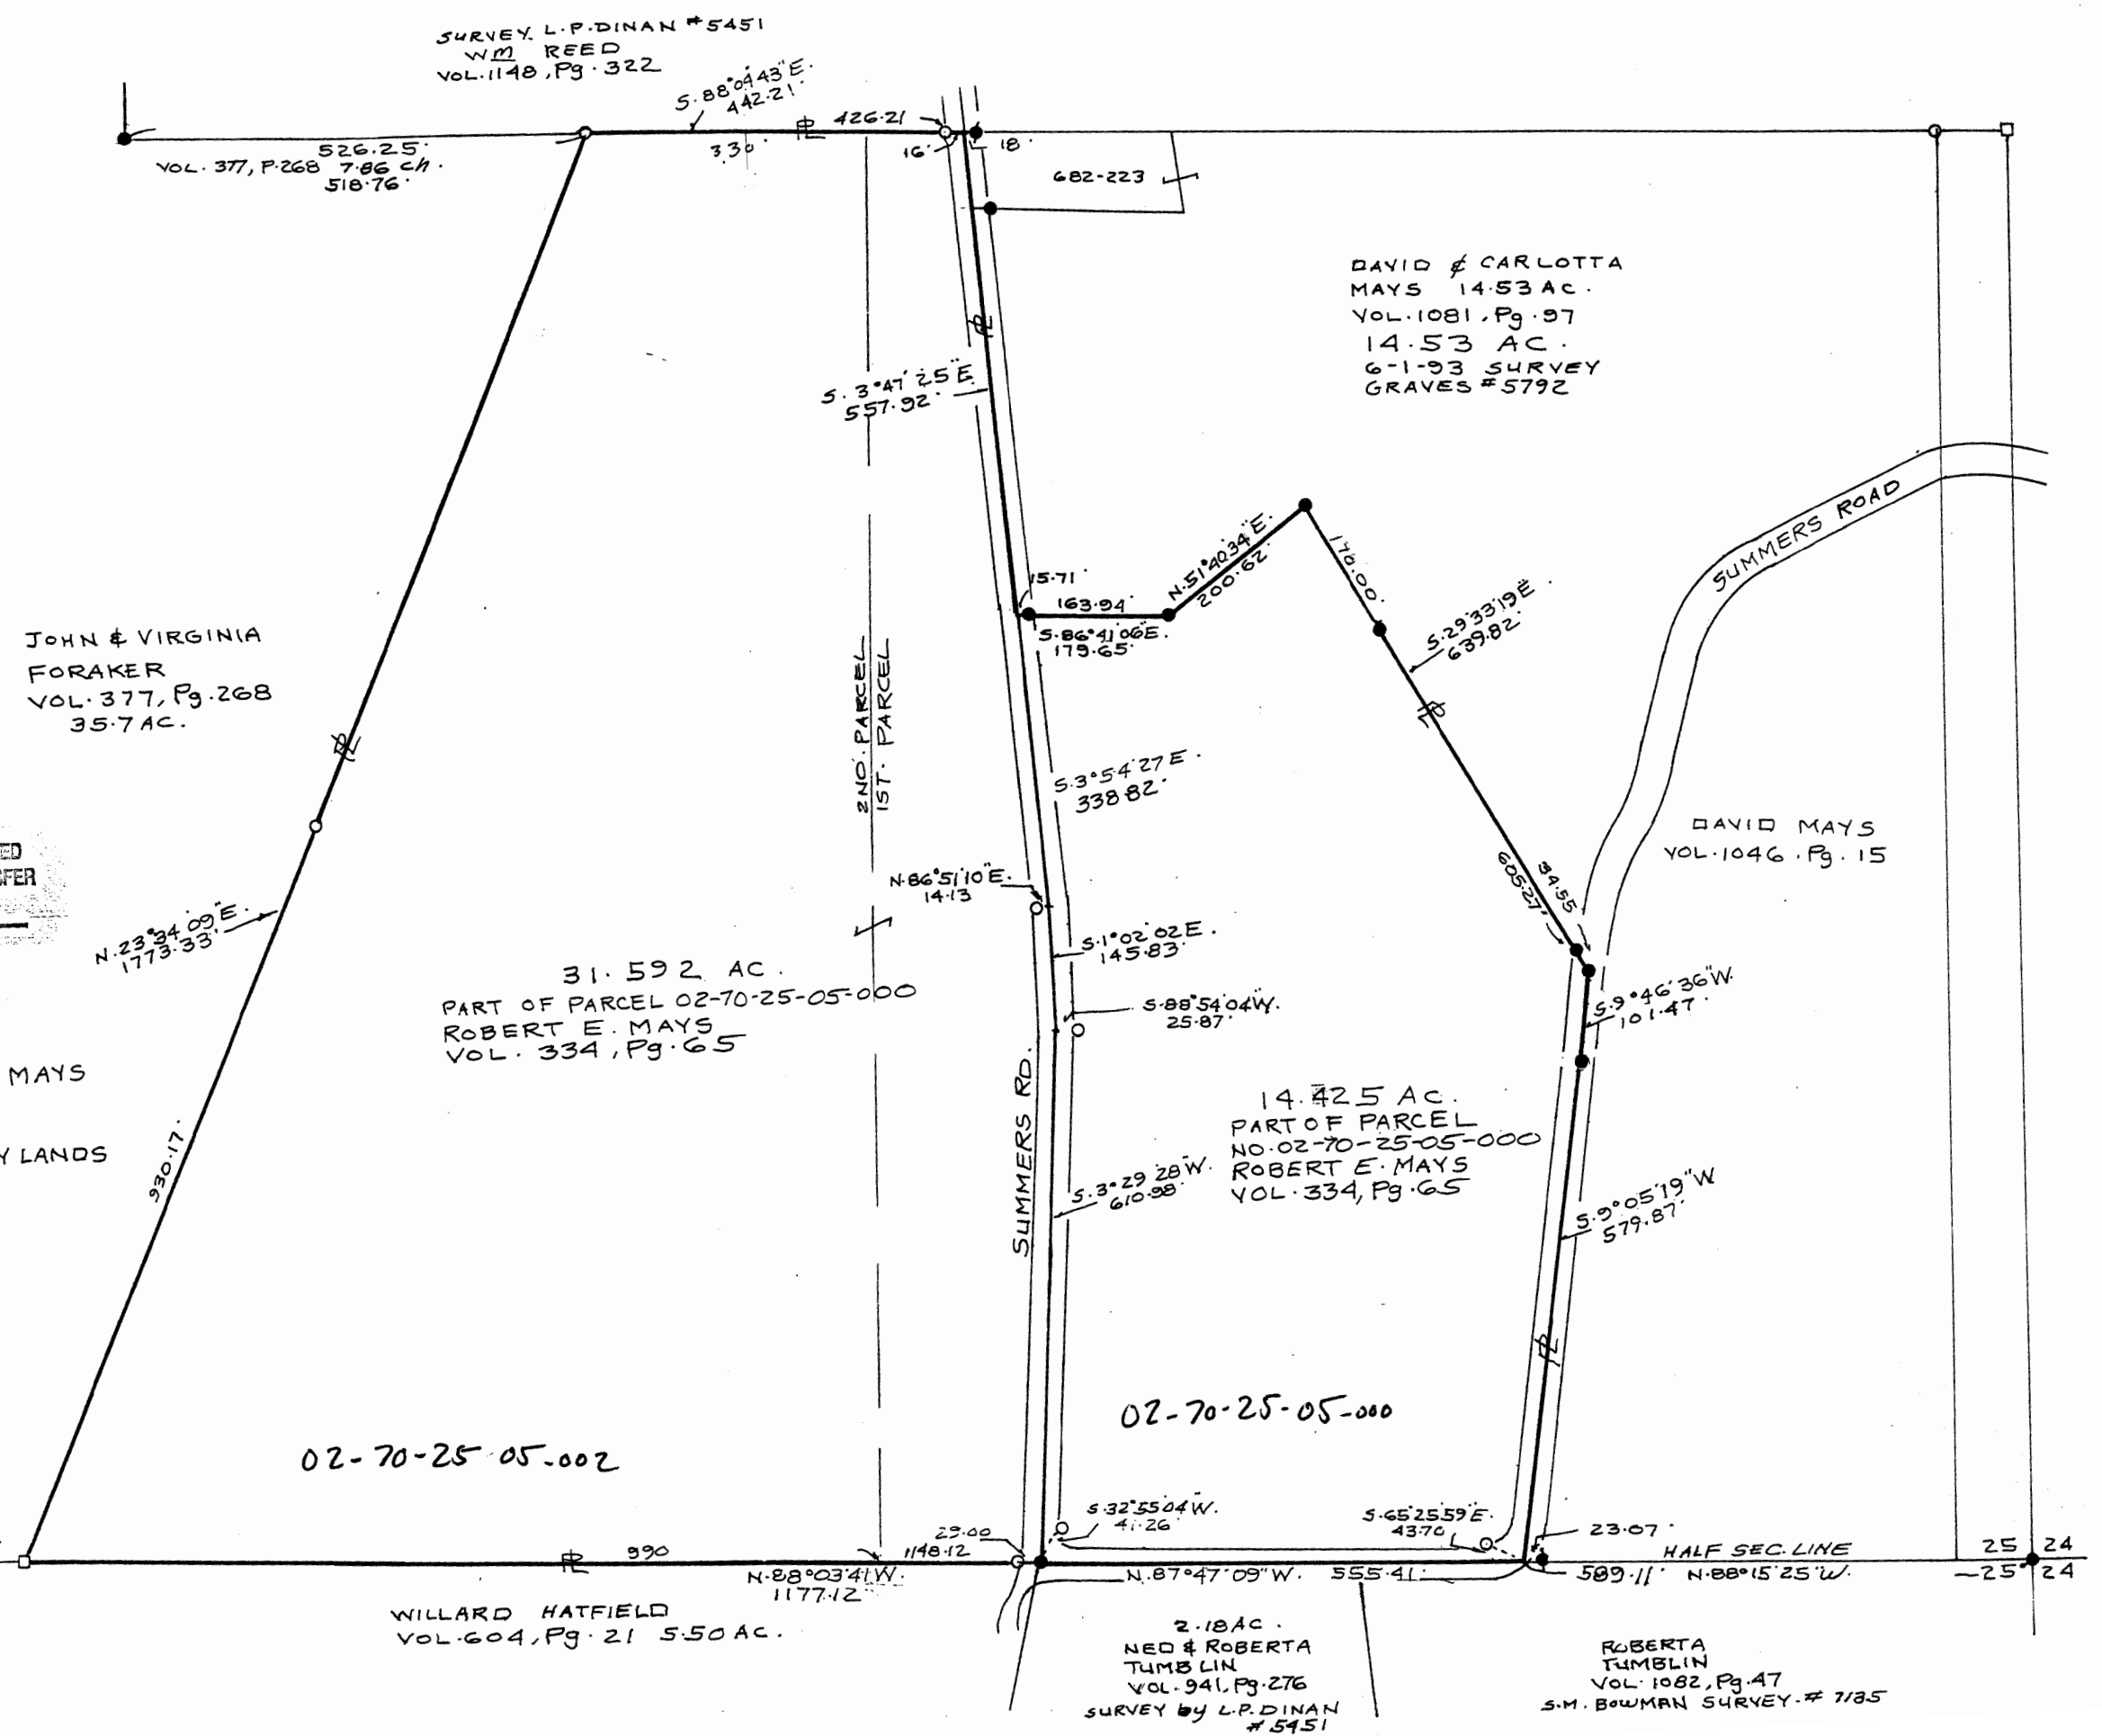 SURVEY. L.P. DINAN #5451
WM REED
VOL. 1148, Pg. 322
S. 88°04'43"E.
442.21'
426.21
526.25'
VOL. 377, P. 268 7.86 ch.
518.76'
330'
16'
18'
682-223
DAVID & CARLOTTA
MAYS 14.53 AC.
VOL. 1081, Pg. 97
14.53 AC.
6-1-93 SURVEY
GRAVES #5792
S. 3°47'25"E.
557.92'
SUMMERS ROAD
15.71'
163.94'
S. 86°41'06"E.
179.65'
N. 51°40'34"E.
200.62'
170.00'
S. 29°33'19"E.
639.82'
JOHN & VIRGINIA
FORAKER
VOL. 377, Pg. 268
35.7 AC.
2ND. PARCEL
1ST. PARCEL
S. 3°54'27"E.
338.82'
DAVID MAYS
VOL. 1046, Pg. 15
605.27'
34.55
N. 86°51'10"E.
14.13
N. 23°34'09"E.
1773.33'
S. 1°02'02"E.
145.83'
31.592 AC.
PART OF PARCEL 02-70-25-05-000
ROBERT E. MAYS
VOL. 334, Pg. 65
S. 88°54'04"W.
25.87'
S. 9°46'36"W.
101.47'
MAYS
Y LANDS
930.17'
SUMMERS RD.
14.425 AC.
PART OF PARCEL
NO. 02-70-25-05-000
ROBERT E. MAYS
VOL. 334, Pg. 65
S. 3°29'28"W.
610.98'
S. 9°05'19"W
579.87'
02-70-25-05-000
02-70-25-05-002
S. 32°55'04"W.
41.26'
S. 65°25'59"E.
43.70
29.00
23.07'
990
1148.12
HALF SEC. LINE
25 24
N. 88°03'41"W.
1177.12'
N. 87°47'09"W. 555.41'
589.11' N. 88°15'25"W.
25 24
WILLARD HATFIELD
VOL. 604, Pg. 21 5.50 AC.
2.18 AC.
NED & ROBERTA
TUMBLIN
VOL. 941, Pg. 276
SURVEY by L.P. DINAN
#5451
ROBERTA
TUMBLIN
VOL. 1082, Pg. 47
S.M. BOWMAN SURVEY - # 7135